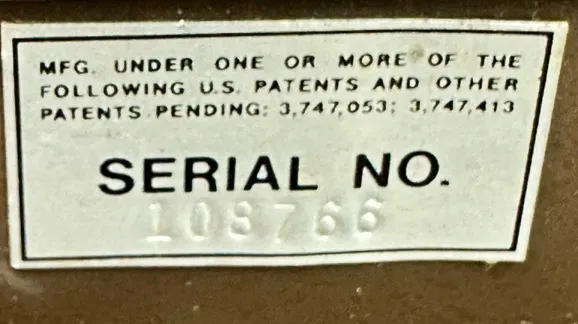 MFG. UNDER ONE OR MORE OF THE
FOLLOWING U.S. PATENTS AND OTHER
PATENTS PENDING: 3,747,053; 3,747,413
SERIAL NO.
108766